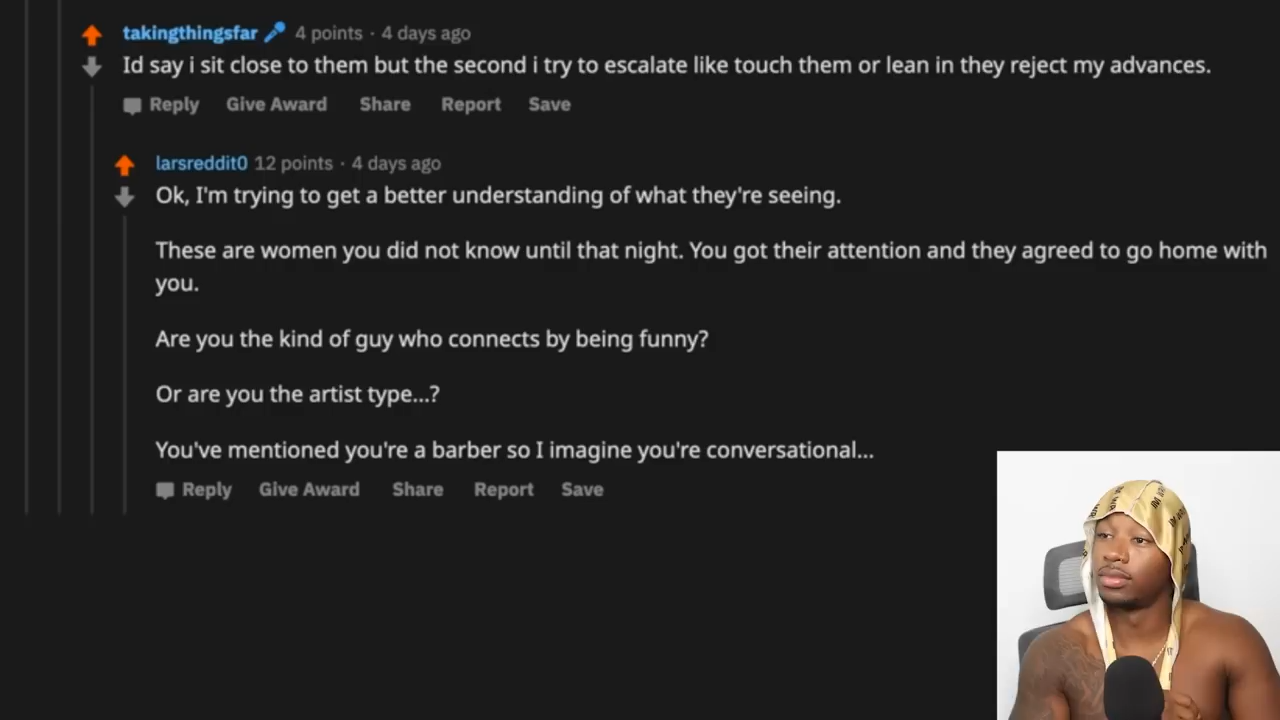 takingthingsfar 4 points · 4 days ago
Id say i sit close to them but the second i try to escalate like touch them or lean in they reject my advances.
Reply Give Award Share Report Save
larsreddit0 12 points · 4 days ago
Ok, I'm trying to get a better understanding of what they're seeing.
These are women you did not know until that night. You got their attention and they agreed to go home with
you.
Are you the kind of guy who connects by being funny?
Or are you the artist type...?
You've mentioned you're a barber so I imagine you're conversational...
Reply Give Award Share Report Save